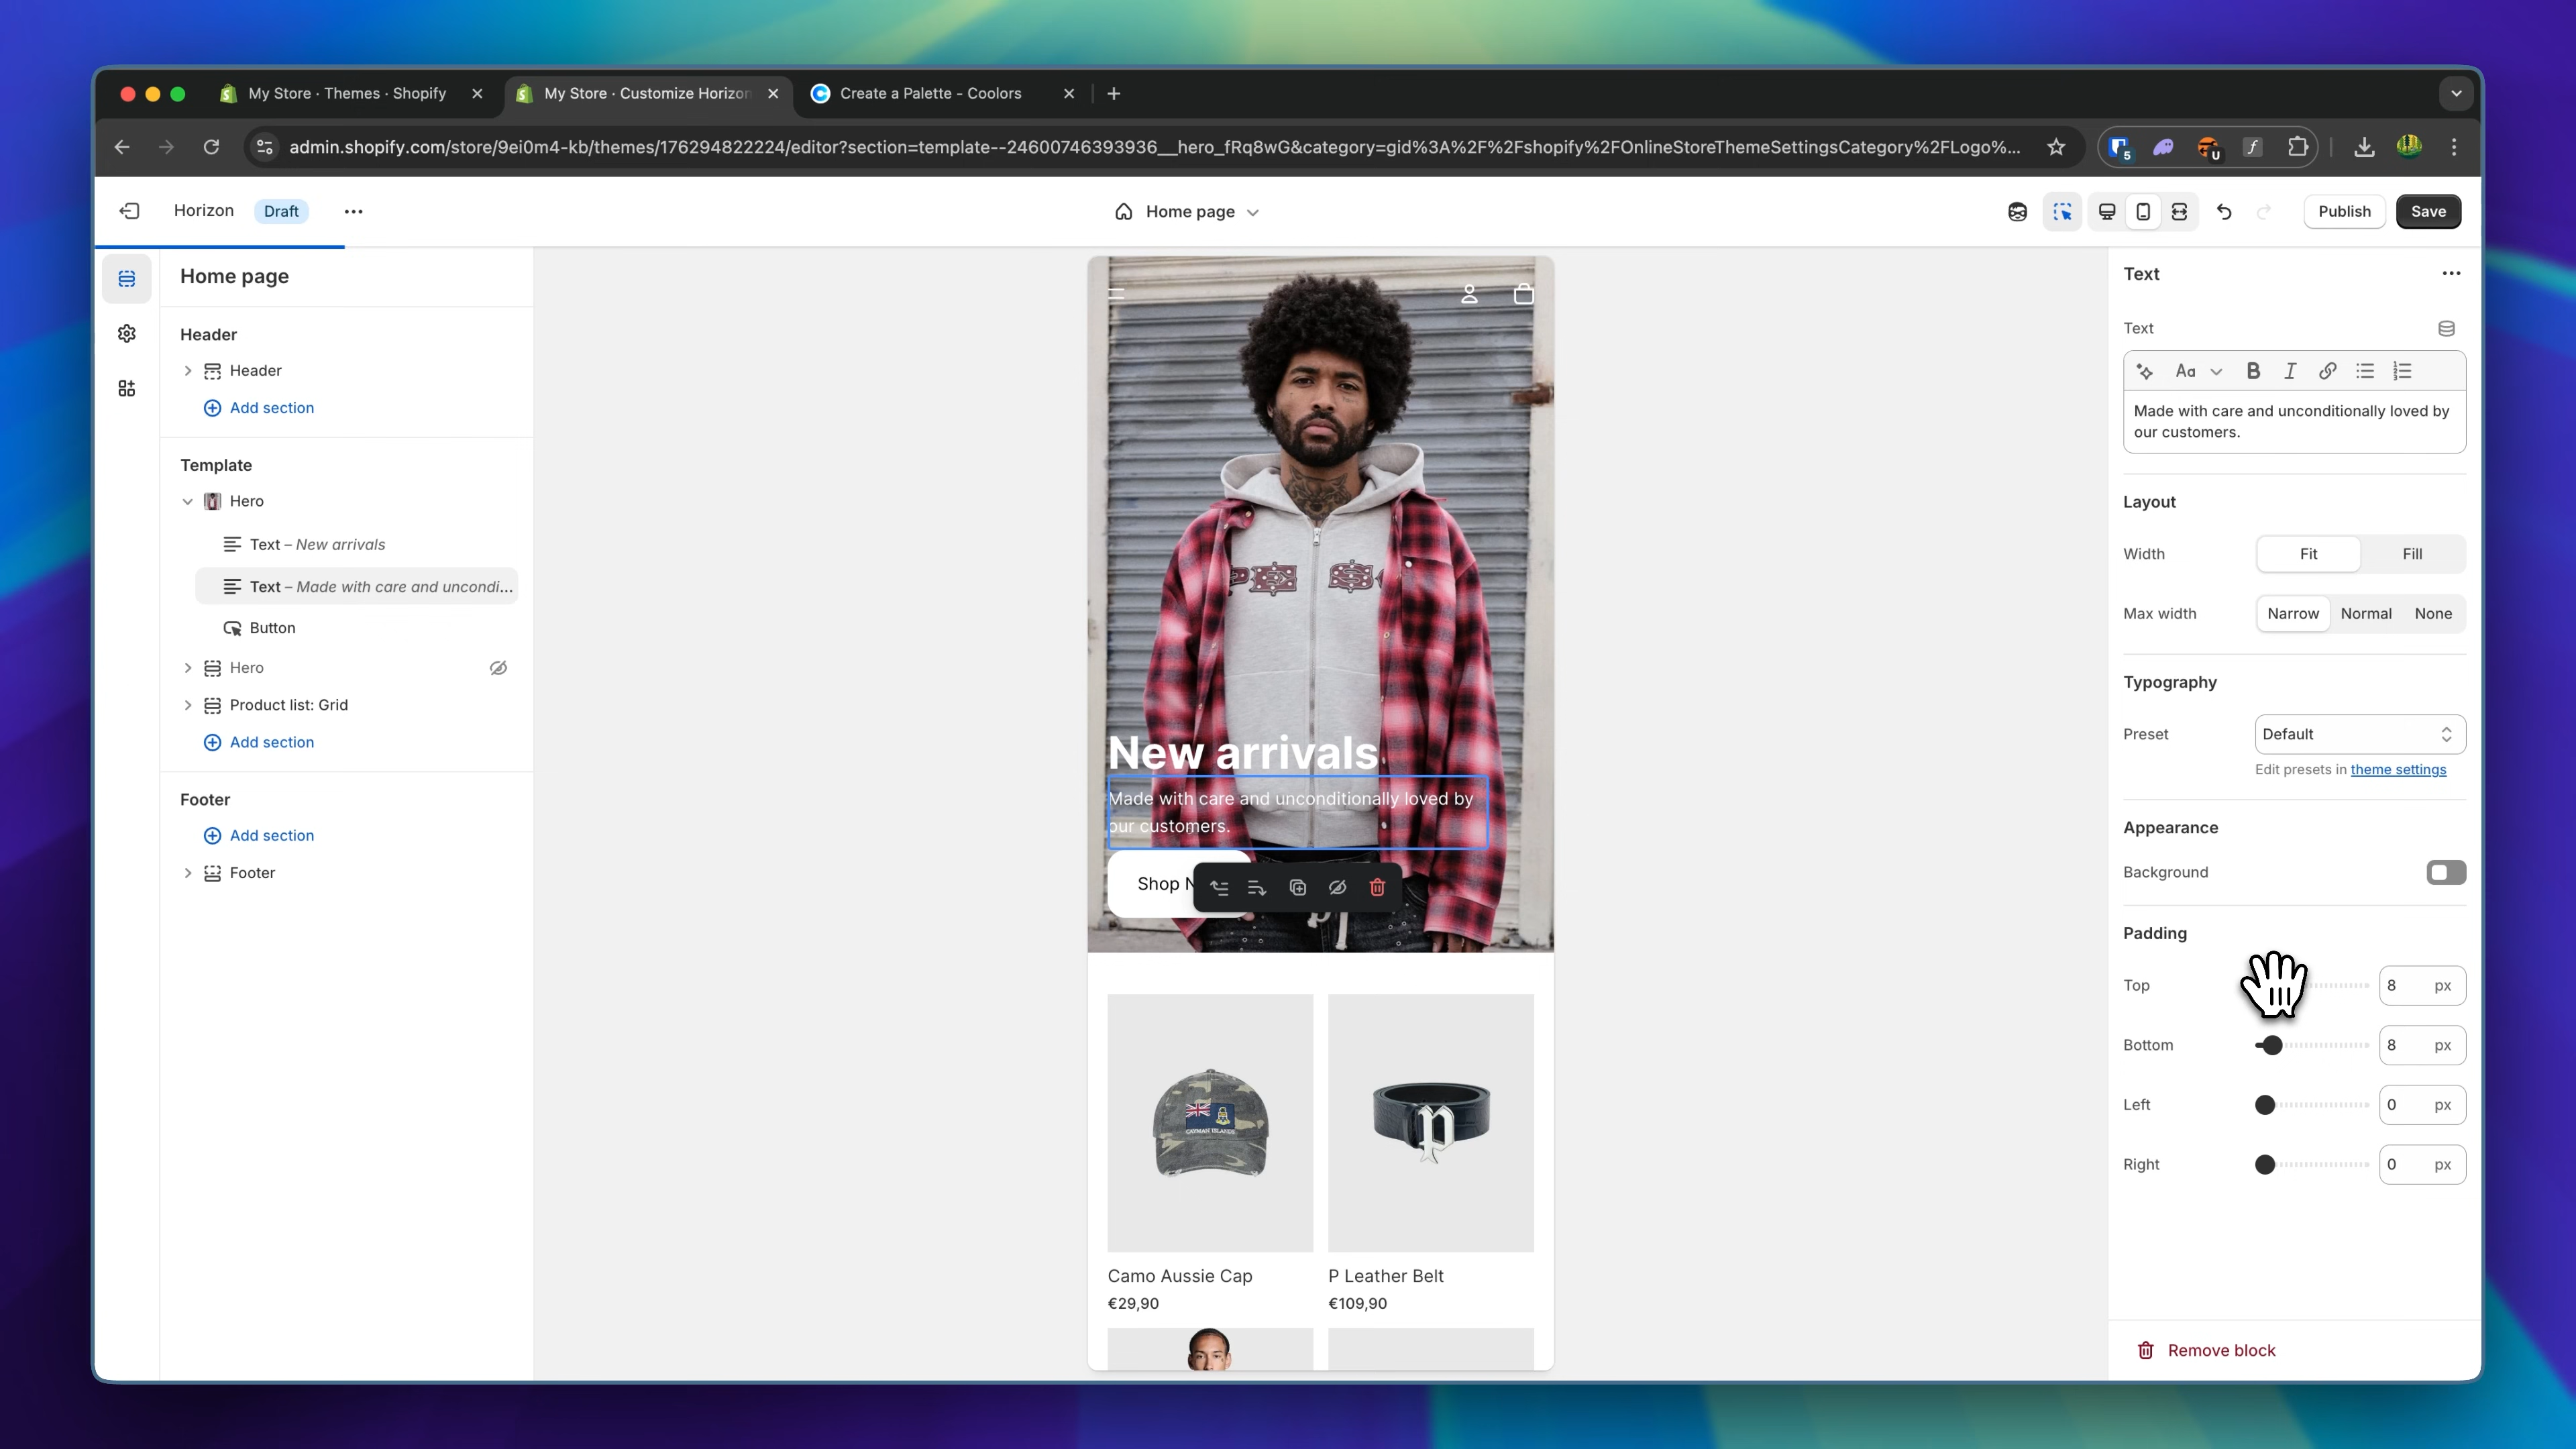 My Store · Themes · Shopify
My Store · Customize Horizon
Create a Palette - Coolors
admin.shopify.com/store/9ei0m4-kb/themes/176294822224/editor?section=template--24600746393936__hero_fRq8wG&category=gid%3A%2F%2Fshopify%2FOnlineStoreThemeSettingsCategory%2FLogo%...
5
U
f
Horizon
Draft
Home page
Publish
Save
Home page
Header
Header
Add section
Template
Hero
Text – New arrivals
Text – Made with care and uncondi...
Button
Hero
Product list: Grid
Add section
Footer
Add section
Footer
New arrivals
Made with care and unconditionally loved by
our customers.
Shop N
CAYMAN ISLANDS
P
Camo Aussie Cap
€29,90
P Leather Belt
€109,90
Text
Text
Aa
B
I
Made with care and unconditionally loved by
our customers.
Layout
Width
Fit
Fill
Max width
Narrow
Normal
None
Typography
Preset
Default
Edit presets in theme settings
Appearance
Background
Padding
Top
8 px
Bottom
8 px
Left
0 px
Right
0 px
Remove block